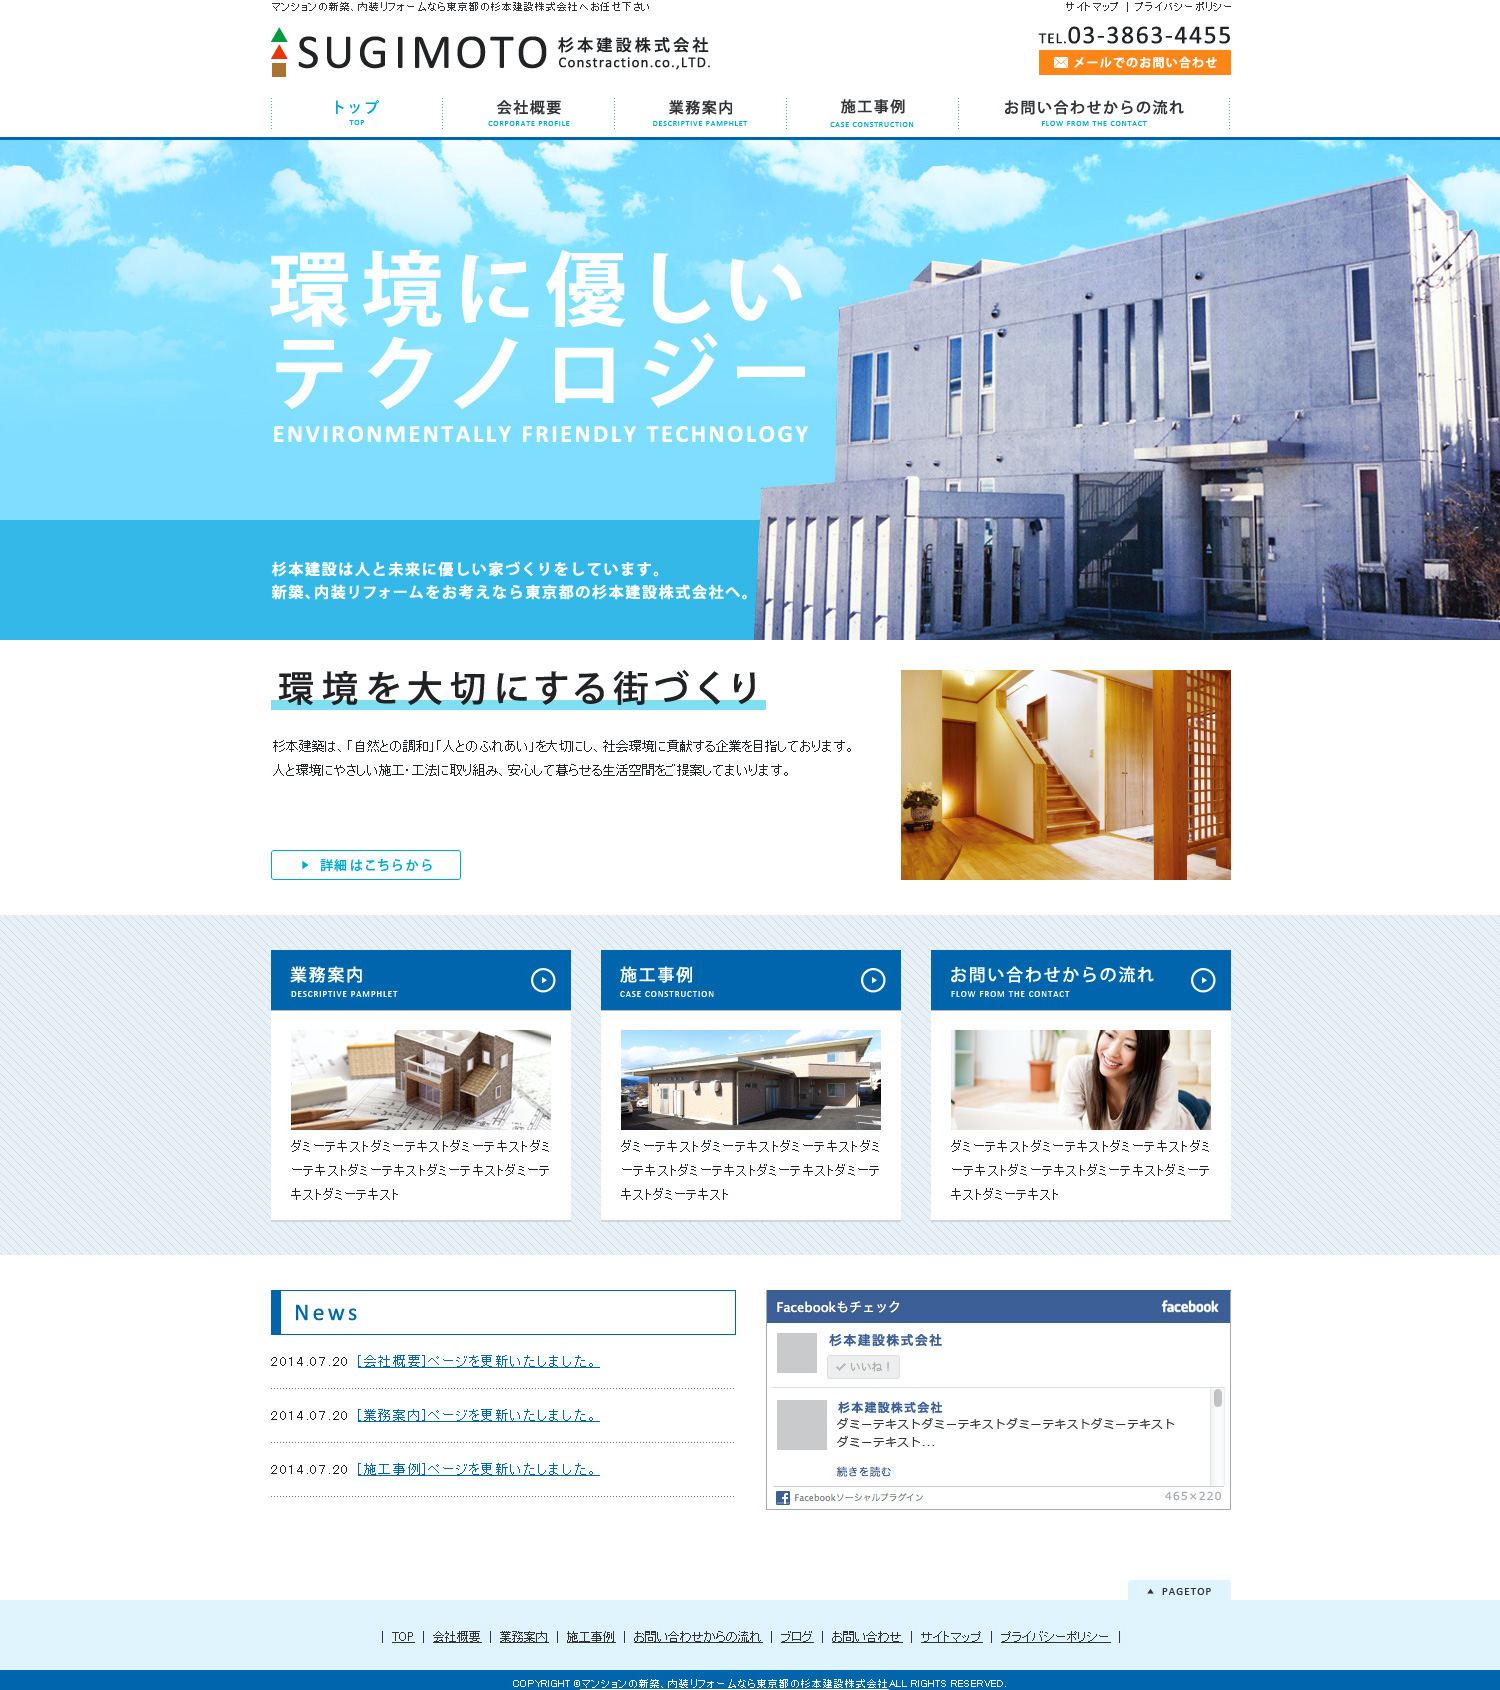 マンションの新築、内装リフォームなら東京都の杉本建設株式会社へお任せ下さい
サイトマップ | プライバシーポリシー
SUGIMOTO 杉本建設株式会社
Construction.co.,LTD.
TEL.03-3863-4455
メールでのお問い合わせ
トップ 会社概要 業務案内 施工事例 お問い合わせからの流れ
TOP CORPORATE PROFILE DESCRIPTIVE PAMPHLET CASE CONSTRUCTION FLOW FROM THE CONTACT
環境に優しい
テクノロジー
ENVIRONMENTALLY FRIENDLY TECHNOLOGY
杉本建設は人と未来に優しい家づくりをしています。
新築、内装リフォームをお考えなら東京都の杉本建設株式会社へ。
環境を大切にする街づくり
杉本建築は、「自然との調和」「人とのふれあい」を大切にし、社会環境に貢献する企業を目指しております。
人と環境にやさしい施工・工法に取り組み、安心して暮らせる生活空間をご提案してまいります。
詳細はこちらから
業務案内
DESCRIPTIVE PAMPHLET
ダミーテキストダミーテキストダミーテキストダミ
ーテキストダミーテキストダミーテキストダミーテ
キストダミーテキスト
施工事例
CASE CONSTRUCTION
ダミーテキストダミーテキストダミーテキストダミ
ーテキストダミーテキストダミーテキストダミーテ
キストダミーテキスト
お問い合わせからの流れ
FLOW FROM THE CONTACT
ダミーテキストダミーテキストダミーテキストダミ
ーテキストダミーテキストダミーテキストダミーテ
キストダミーテキスト
News
2014.07.20 [会社概要]ページを更新いたしました。
2014.07.20 [業務案内]ページを更新いたしました。
2014.07.20 [施工事例]ページを更新いたしました。
Facebookもチェック facebook
杉本建設株式会社
いいね！
杉本建設株式会社
ダミーテキストダミーテキストダミーテキストダミーテキスト
ダミーテキスト...
続きを読む
Facebookソーシャルプラグイン 465×220
PAGETOP
| TOP | 会社概要 | 業務案内 | 施工事例 | お問い合わせからの流れ | ブログ | お問い合わせ | サイトマップ | プライバシーポリシー |
COPYRIGHT ©マンションの新築、内装リフォームなら東京都の杉本建設株式会社ALL RIGHTS RESERVED.